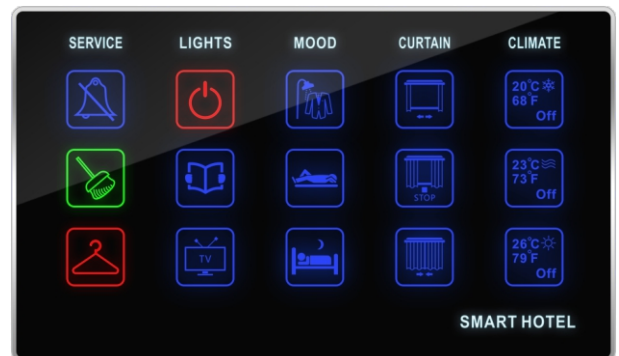 SERVICE LIGHTS MOOD CURTAIN CLIMATE
20°C
68°F
Off
STOP
23°C
73°F
Off
TV
26°C
79°F
Off
SMART HOTEL